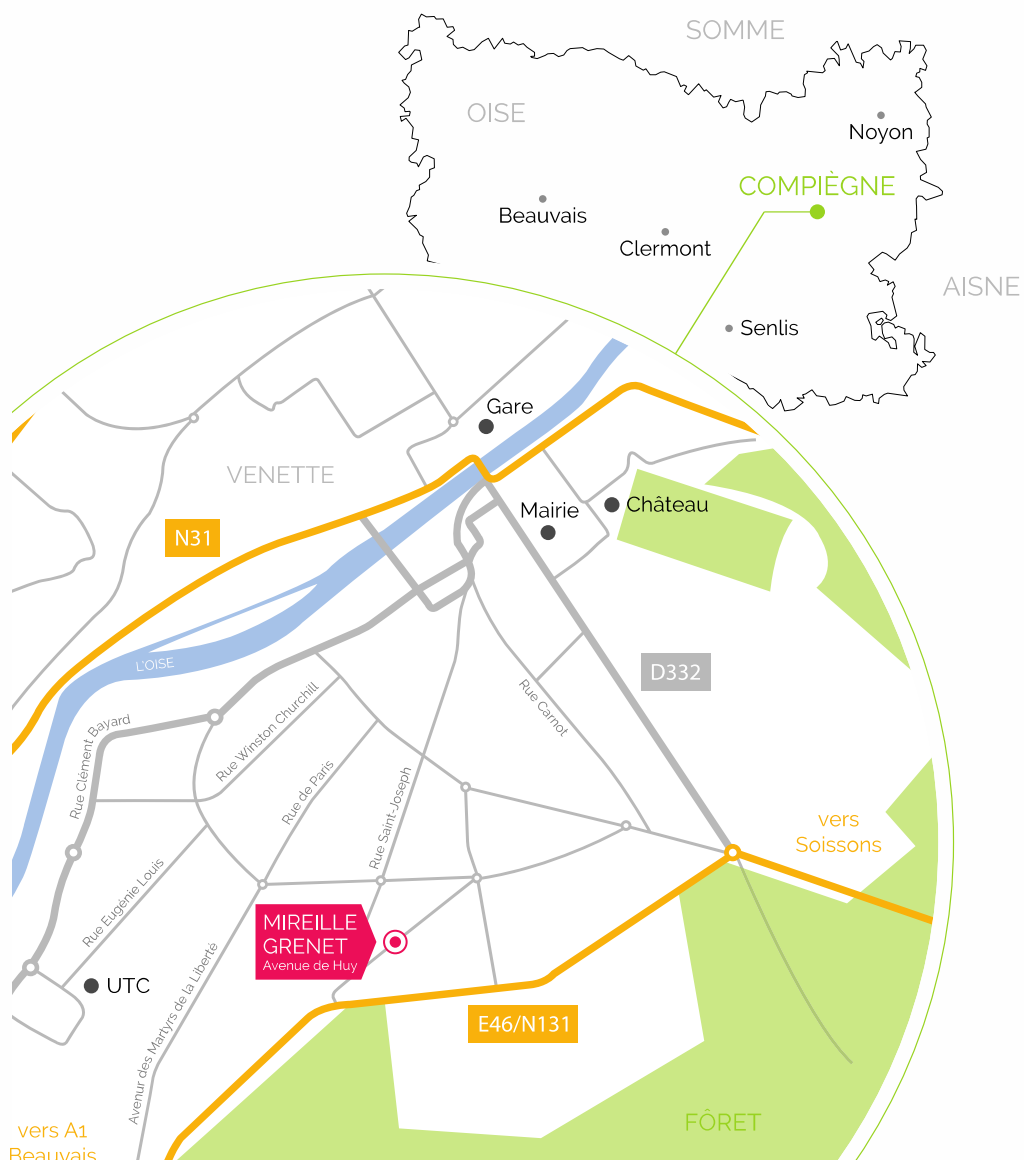 SOMME
OISE
Noyon
COMPIÈGNE
Beauvais
Clermont
AISNE
Senlis
Gare
VENETTE
Château
Mairie
N31
L'OISE
D332
Rue Carnot
Rue Clément Bayard
Rue Winston Churchill
Rue de Paris
Rue Saint-Joseph
vers
Soissons
Rue Eugénie Louis
MIREILLE
GRENET
Avenue de Huy
UTC
Avenur des Martyrs de la Liberté
E46/N131
FÔRET
vers A1
Beauvais